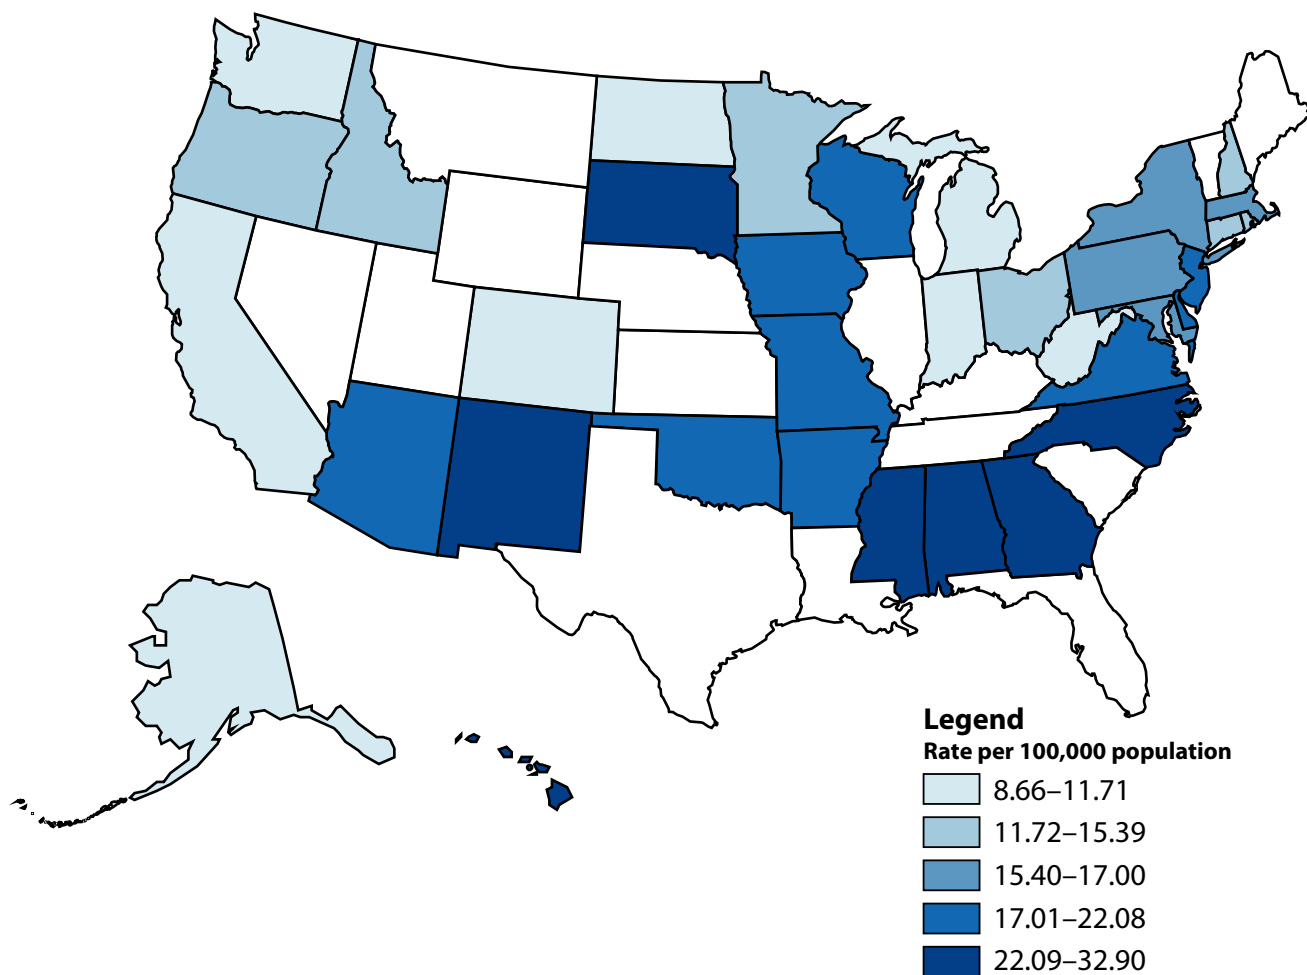 Legend
Rate per 100,000 population
8.66–11.71
11.72–15.39
15.40–17.00
17.01–22.08
22.09–32.90